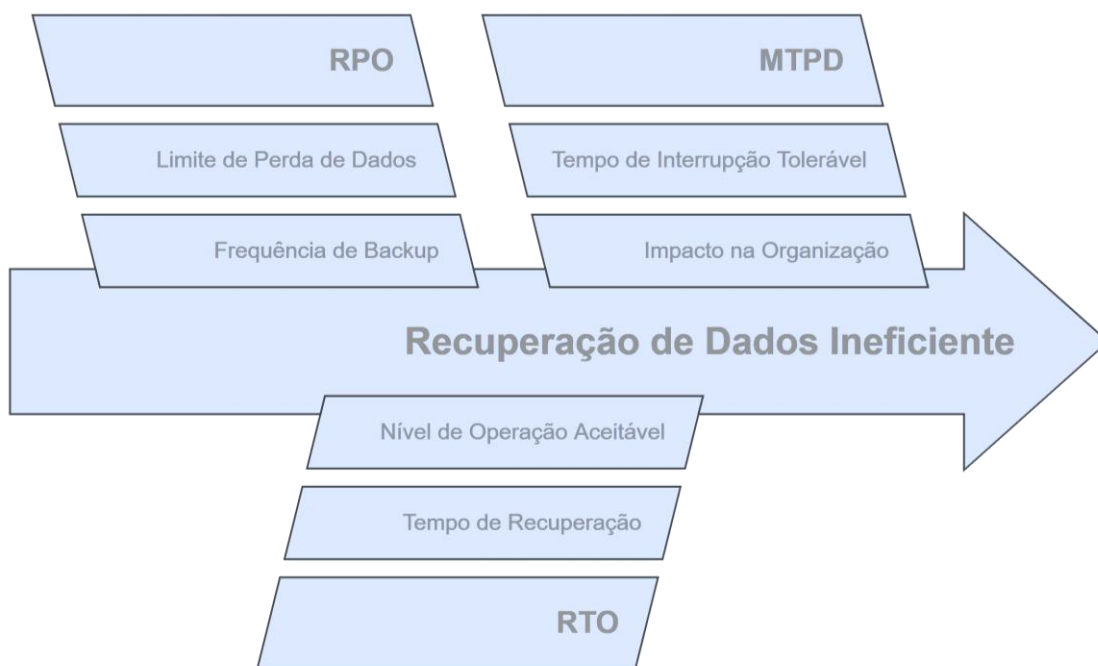 RPO
Limite de Perda de Dados
Frequência de Backup
MTPD
Tempo de Interrupção Tolerável
Impacto na Organização
Recuperação de Dados Ineficiente
Nível de Operação Aceitável
Tempo de Recuperação
RTO